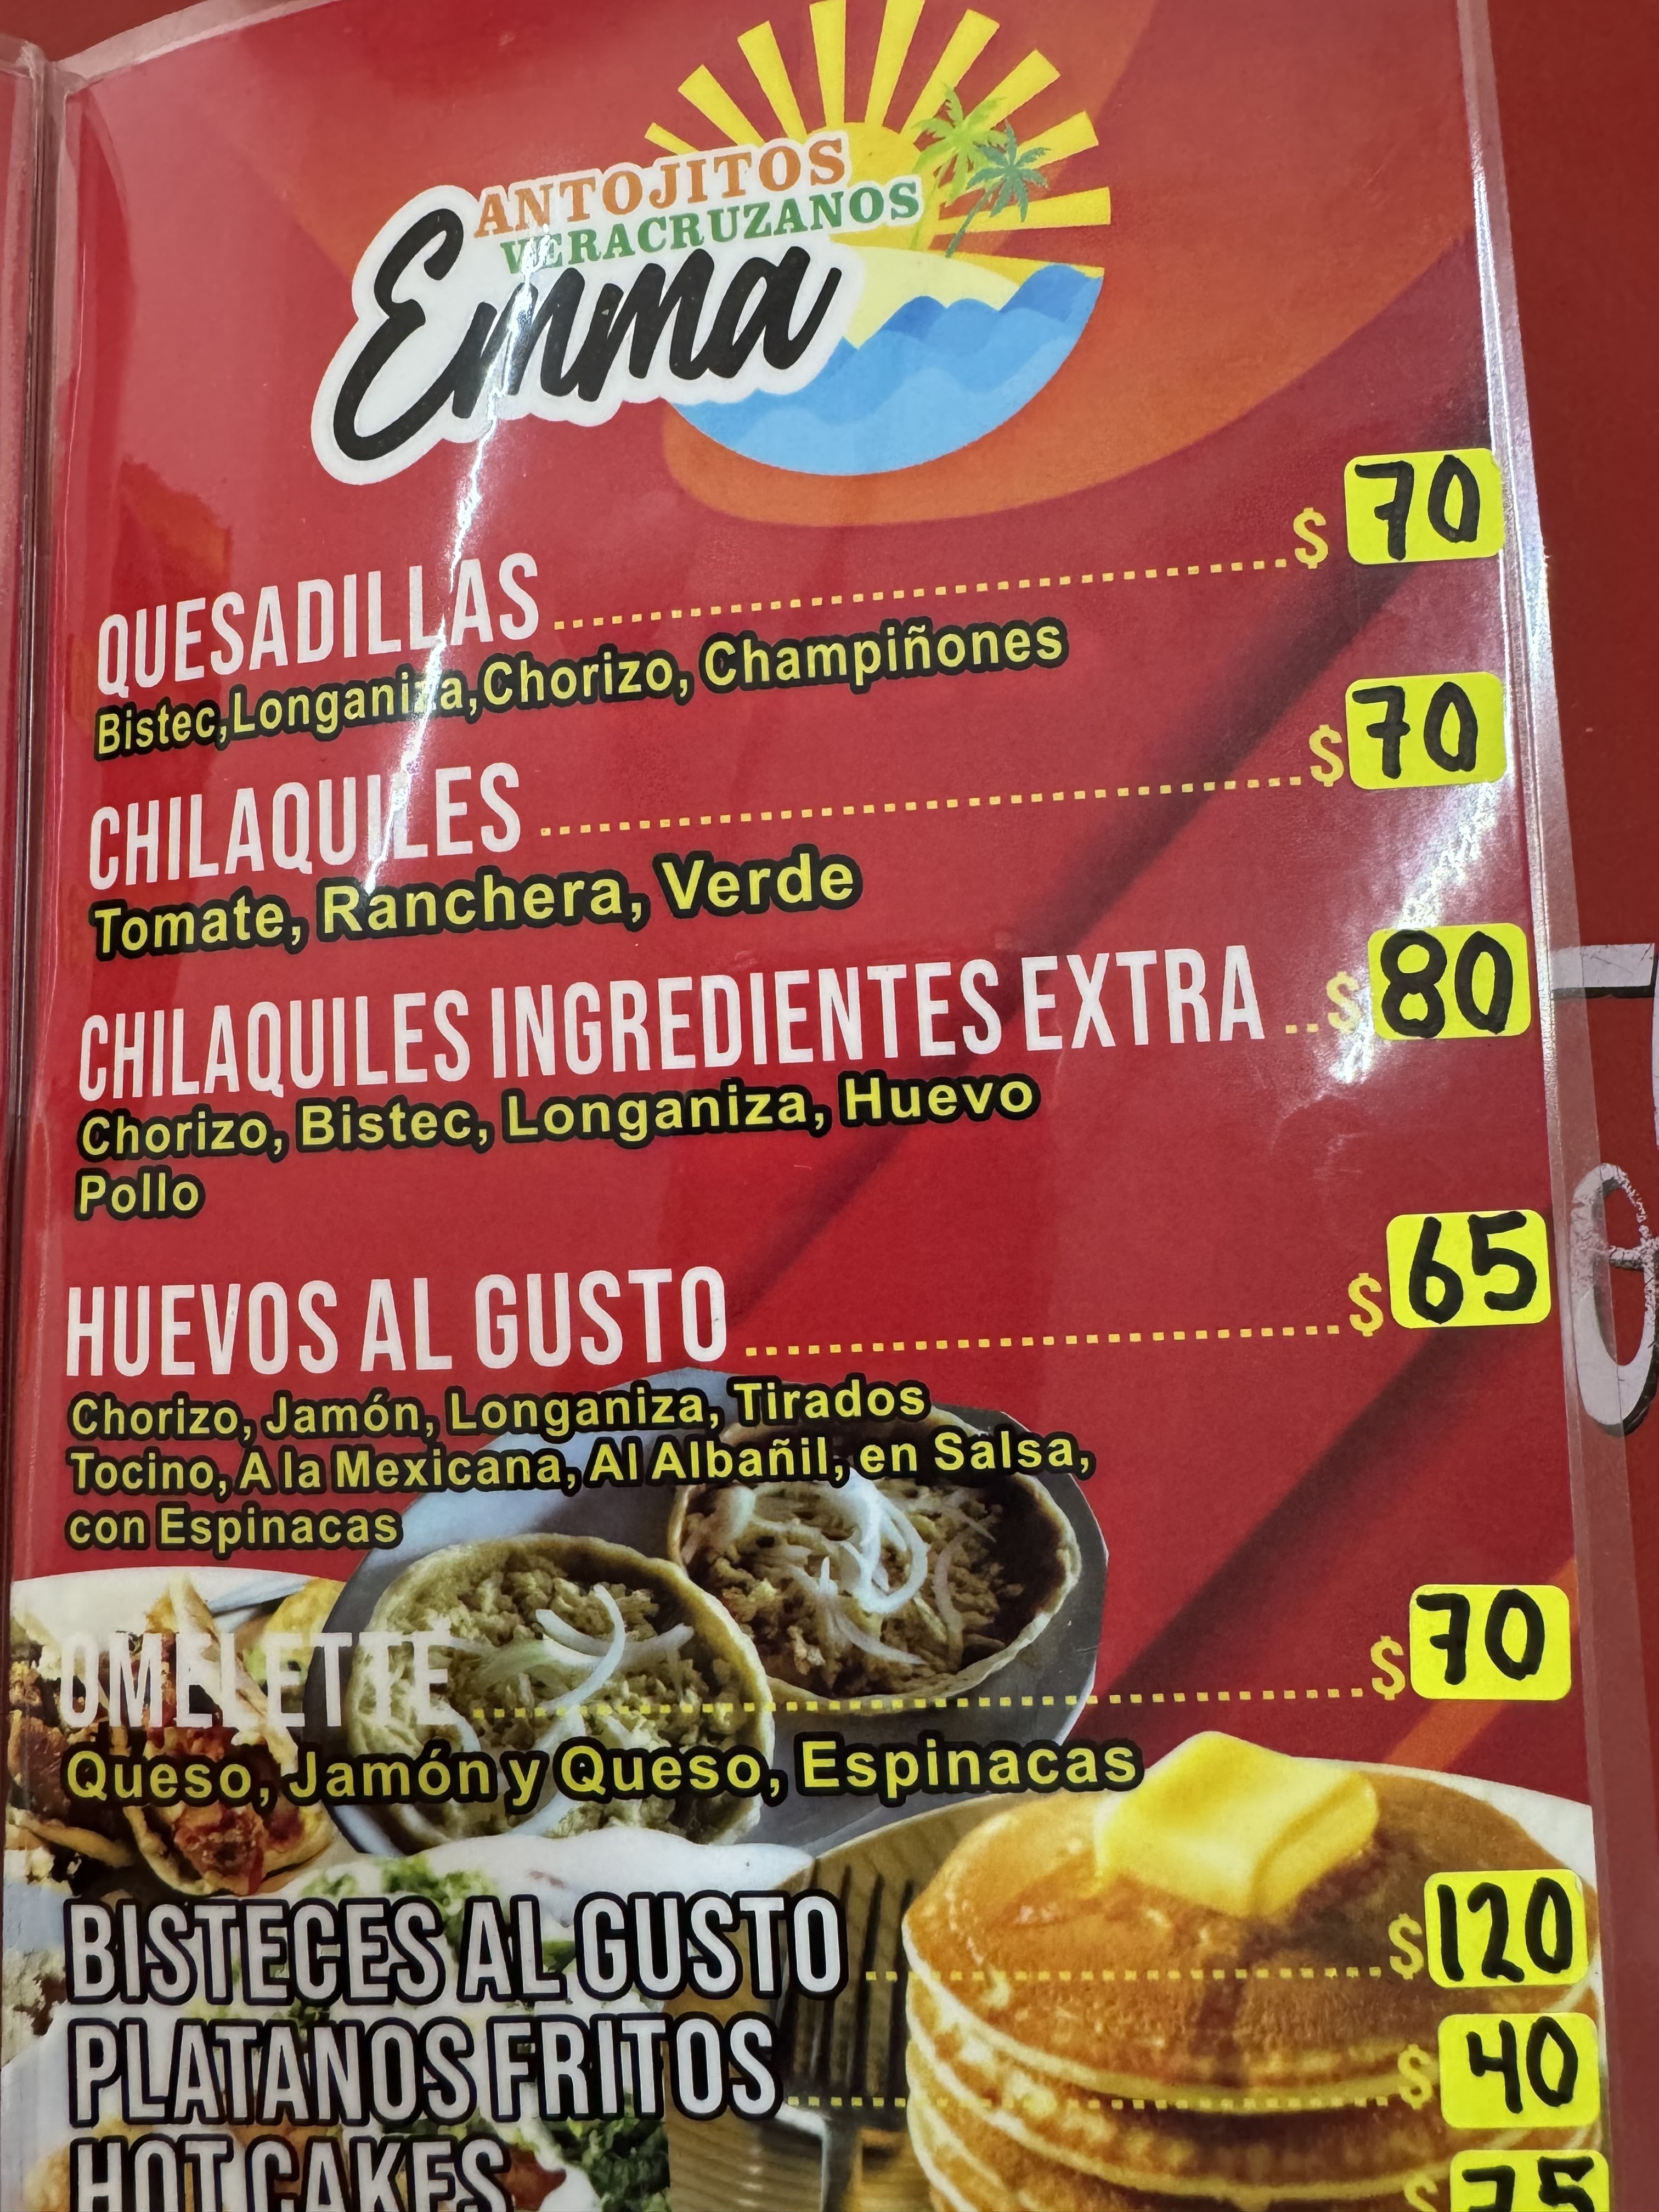 ANTOJITOS
VERACRUZANOS
Emma
QUESADILLAS.......$ 70
Bistec,Longaniza,Chorizo, Champiñones
CHILAQUILES.......$ 70
Tomate, Ranchera, Verde
CHILAQUILES INGREDIENTES EXTRA ..$ 80
Chorizo, Bistec, Longaniza, Huevo
Pollo
HUEVOS AL GUSTO.......$ 65
Chorizo, Jamón, Longaniza, Tirados
Tocino, A la Mexicana, Al Albañil, en Salsa,
con Espinacas
OMELETTE.......$ 70
Queso, Jamón y Queso, Espinacas
BISTECES AL GUSTO.......$ 120
PLATANOS FRITOS.......$ 40
HOT CAKES $ 75